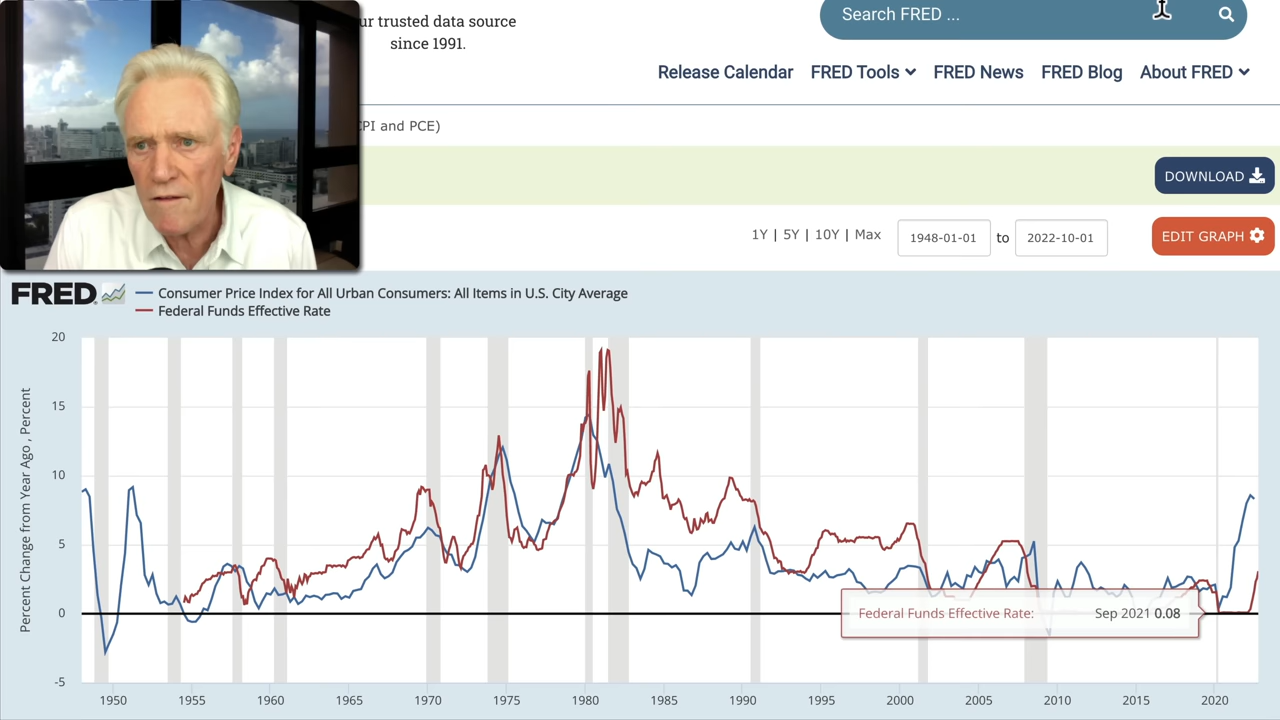 ur trusted data source
since 1991.
Search FRED ...
Release Calendar FRED Tools FRED News FRED Blog About FRED
CPI and PCE)
DOWNLOAD
1Y | 5Y | 10Y | Max 1948-01-01 to 2022-10-01
EDIT GRAPH
FRED
Consumer Price Index for All Urban Consumers: All Items in U.S. City Average
Federal Funds Effective Rate
Percent Change from Year Ago , Percent
20
15
10
5
0
-5
Federal Funds Effective Rate: Sep 2021 0.08
1950 1955 1960 1965 1970 1975 1980 1985 1990 1995 2000 2005 2010 2015 2020